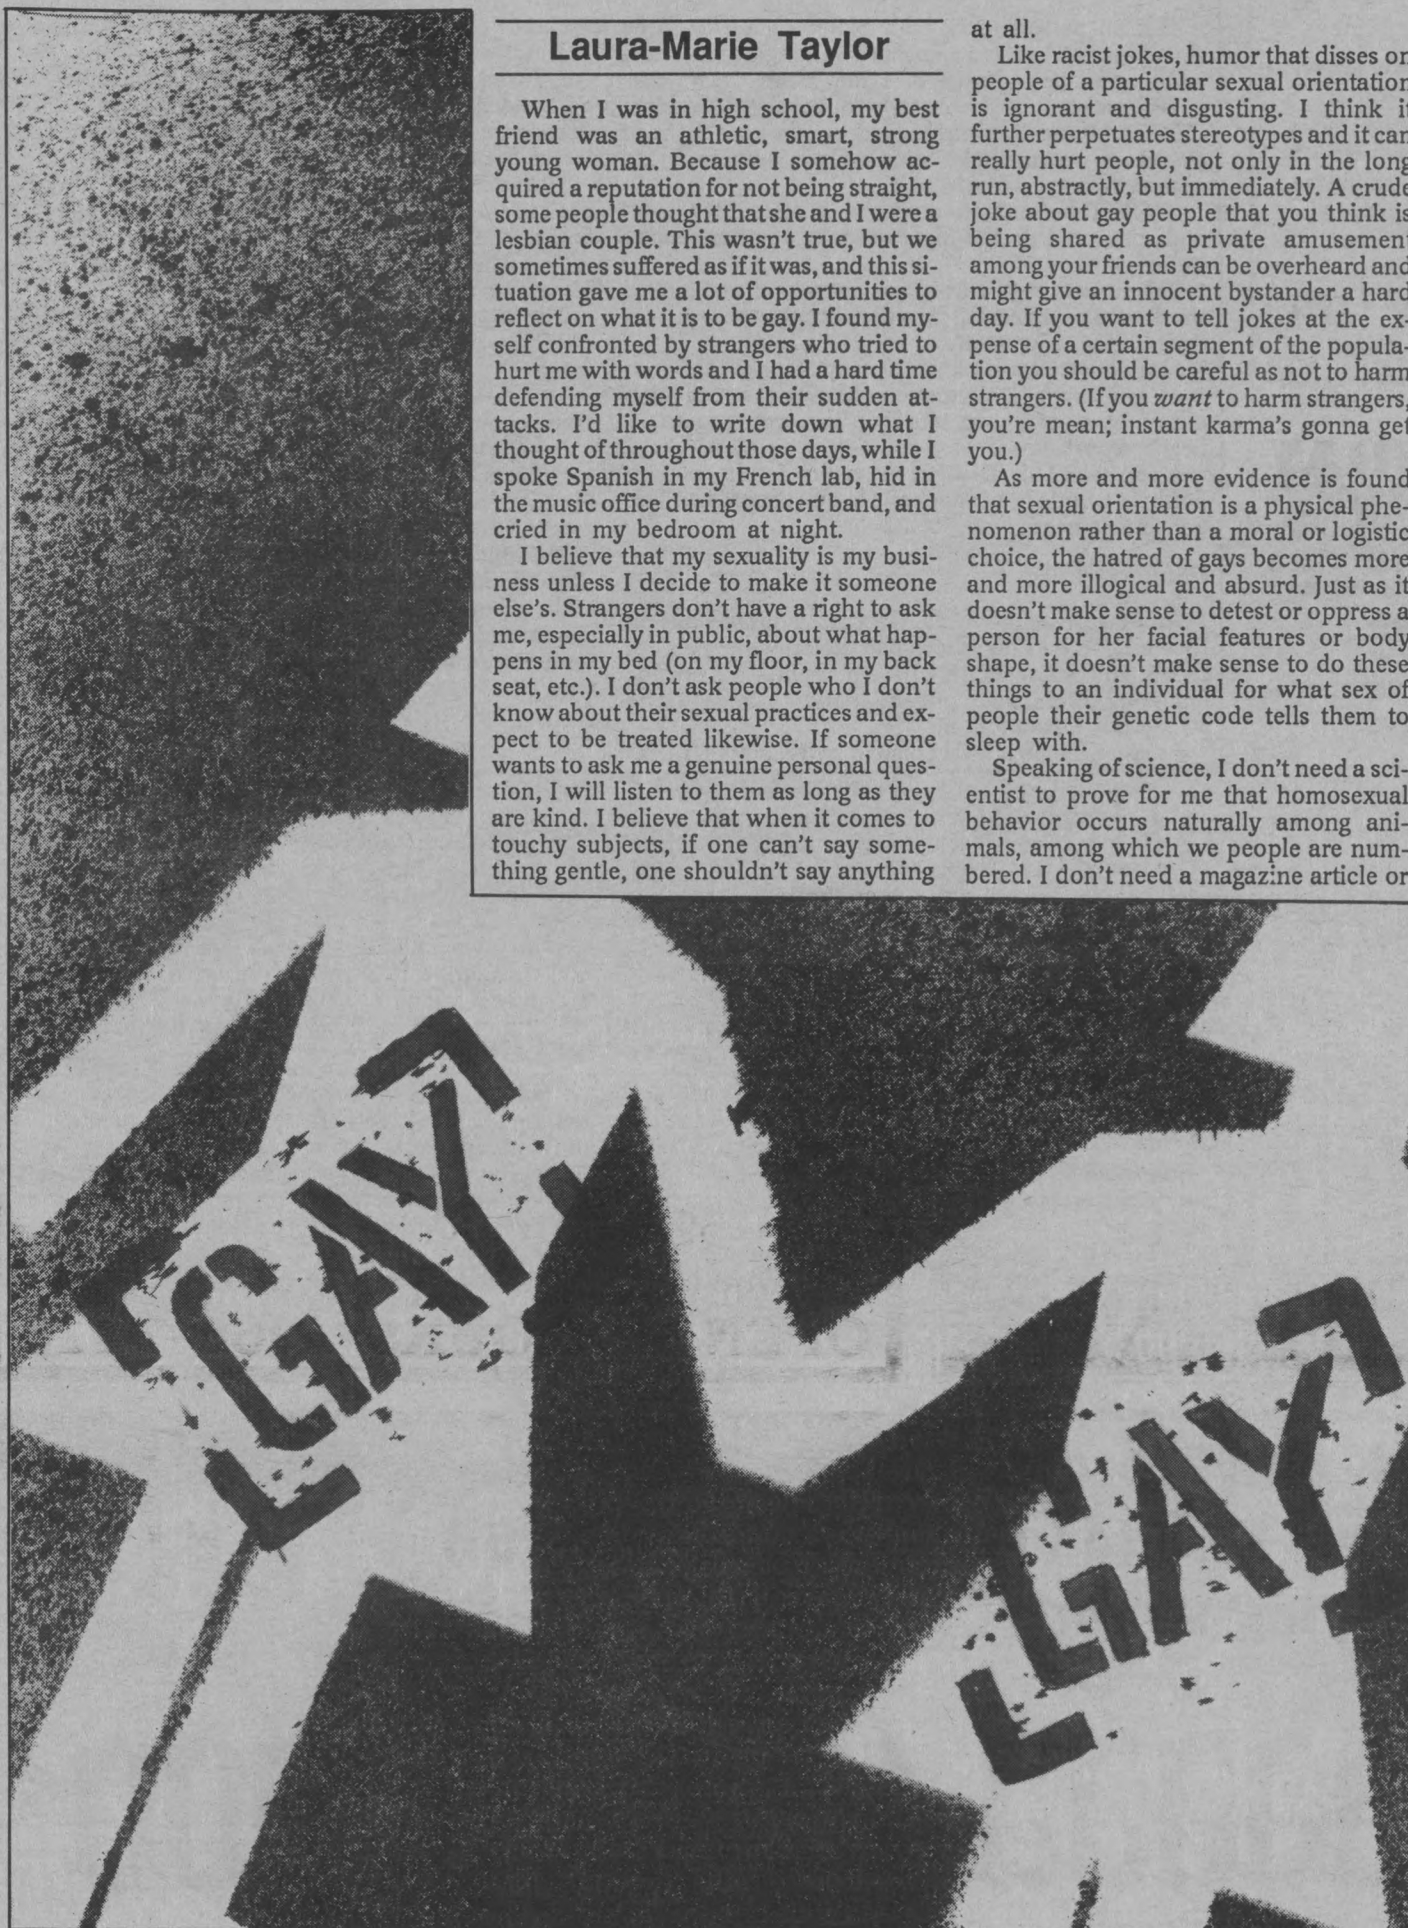 Laura-Marie Taylor
When I was in high school, my best
friend was an athletic, smart, strong
young woman. Because I somehow ac-
quired a reputation for not being straight,
some people thought that she and I were a
lesbian couple. This wasn't true, but we
sometimes suffered as if it was, and this si-
tuation gave me a lot of opportunities to
reflect on what it is to be gay. I found my-
self confronted by strangers who tried to
hurt me with words and I had a hard time
defending myself from their sudden at-
tacks. I'd like to write down what I
thought of throughout those days, while I
spoke Spanish in my French lab, hid in
the music office during concert band, and
cried in my bedroom at night.
I believe that my sexuality is my busi-
ness unless I decide to make it someone
else's. Strangers don't have a right to ask
me, especially in public, about what hap-
pens in my bed (on my floor, in my back
seat, etc.). I don't ask people who I don't
know about their sexual practices and ex-
pect to be treated likewise. If someone
wants to ask me a genuine personal ques-
tion, I will listen to them as long as they
are kind. I believe that when it comes to
touchy subjects, if one can't say some-
thing gentle, one shouldn't say anything
at all.
Like racist jokes, humor that disses on
people of a particular sexual orientation
is ignorant and disgusting. I think it
further perpetuates stereotypes and it can
really hurt people, not only in the long
run, abstractly, but immediately. A crude
joke about gay people that you think is
being shared as private amusement
among your friends can be overheard and
might give an innocent bystander a hard
day. If you want to tell jokes at the ex-
pense of a certain segment of the popula-
tion you should be careful as not to harm
strangers. (If you want to harm strangers,
you're mean; instant karma's gonna get
you.)
As more and more evidence is found
that sexual orientation is a physical phe-
nomenon rather than a moral or logistic
choice, the hatred of gays becomes more
and more illogical and absurd. Just as it
doesn't make sense to detest or oppress a
person for her facial features or body
shape, it doesn't make sense to do these
things to an individual for what sex of
people their genetic code tells them to
sleep with.
Speaking of science, I don't need a sci-
entist to prove for me that homosexual
behavior occurs naturally among ani-
mals, among which we people are num-
bered. I don't need a magazine article or
GAY
GAY